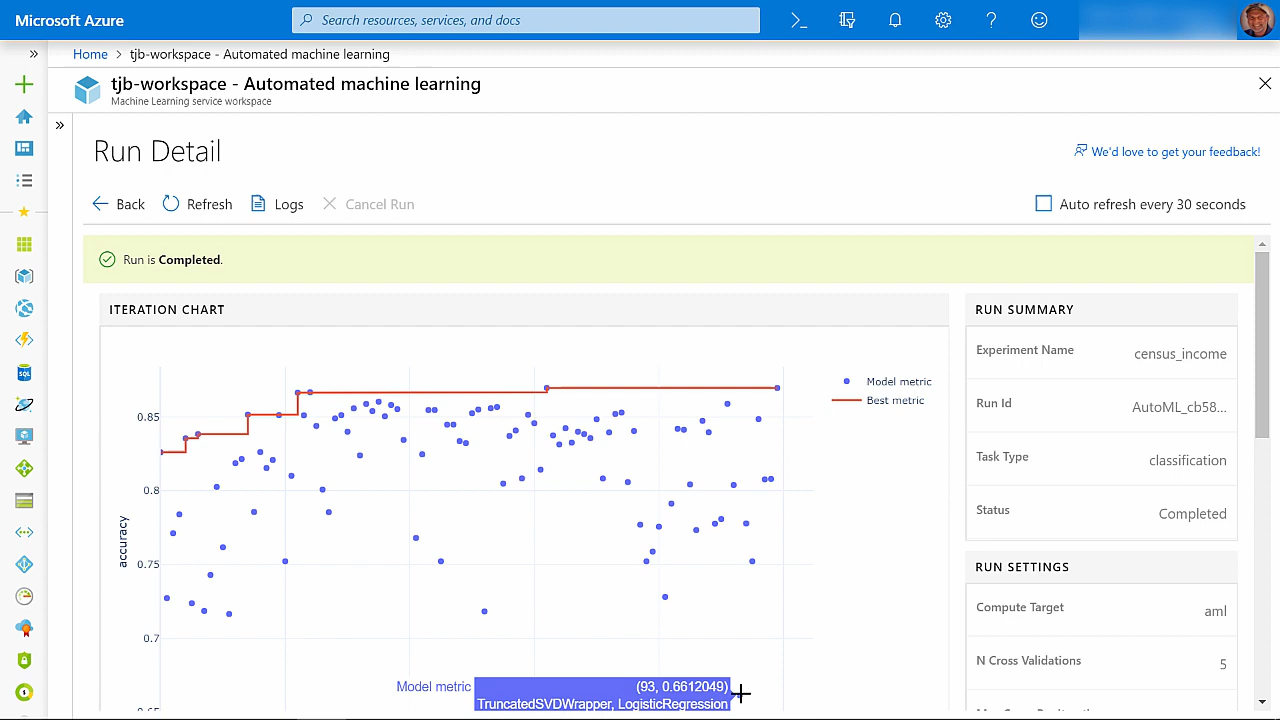 Microsoft Azure
Search resources, services, and docs
Home > tjb-workspace - Automated machine learning
tjb-workspace - Automated machine learning
Machine Learning service workspace
Run Detail
We'd love to get your feedback!
Back
Refresh
Logs
Cancel Run
Auto refresh every 30 seconds
Run is Completed.
ITERATION CHART
Model metric
Best metric
accuracy
0.85
0.8
0.75
0.7
Model metric
(93, 0.6612049)
TruncatedSVDWrapper, LogisticRegression
RUN SUMMARY
Experiment Name census_income
Run Id AutoML_cb58...
Task Type classification
Status Completed
RUN SETTINGS
Compute Target aml
N Cross Validations 5